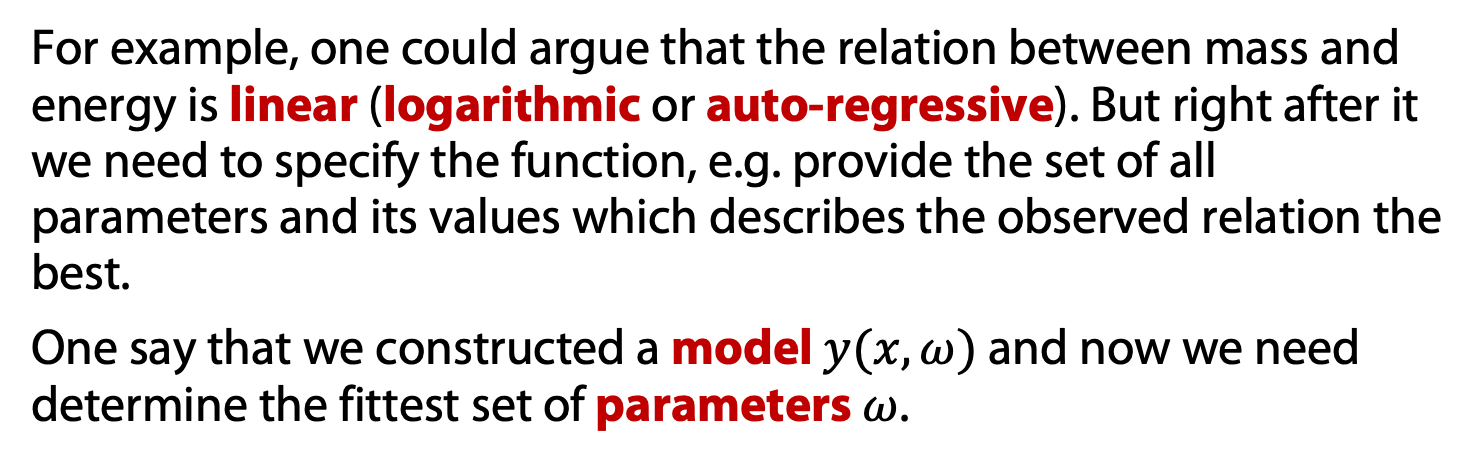 For example, one could argue that the relation between mass and
energy is linear (logarithmic or auto-regressive). But right after it
we need to specify the function, e.g. provide the set of all
parameters and its values which describes the observed relation the
best.
One say that we constructed a model y(x, ω) and now we need
determine the fittest set of parameters ω.